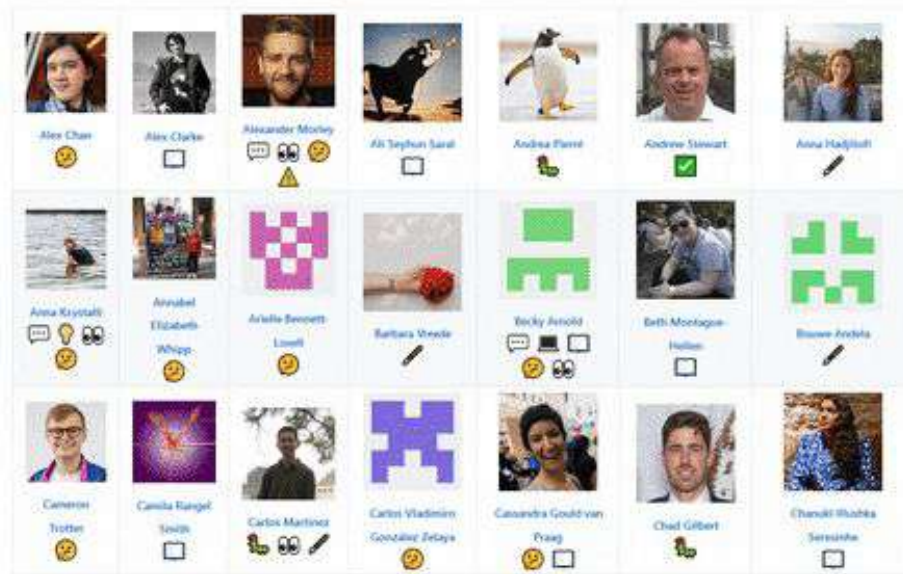 Alex Chan
Alex Clarke
Alexander Morley
Ali Seyhun Saral
Andrea Pierré
Andrew Stewart
Anna Hadjitofi
Anna Krystalli
Annabel
Elizabeth
Whipp
Arielle Bennett-
Lovell
Barbara Vreede
Becky Arnold
Beth Montague-
Hellen
Bouwe Andela
Cameron
Trotter
Camila Rangel
Smith
Carlos Martinez
Carlos Vladimiro
González Zelaya
Cassandra Gould van
Praag
Chad Gilbert
Chanuki Illushka
Seresinhe